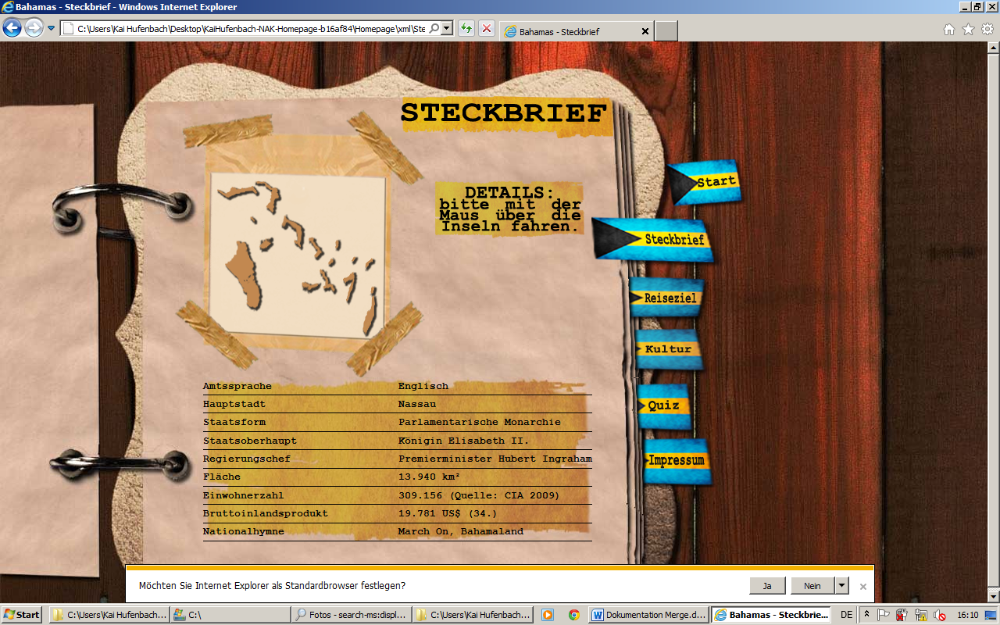 Bahamas - Steckbrief - Windows Internet Explorer
C:\Users\Kai Hufenbach\Desktop\KaiHufenbach-NAK-Homepage-b16af84\Homepage\xml\Ste
Bahamas - Steckbrief
STECKBRIEF
DETAILS:
bitte mit der
Maus über die
Inseln fahren.
Start
Steckbrief
Reiseziel
Kultur
Quiz
Impressum
Amtssprache Englisch
Hauptstadt Nassau
Staatsform Parlamentarische Monarchie
Staatsoberhaupt Königin Elisabeth II.
Regierungschef Premierminister Hubert Ingraham
Fläche 13.940 km²
Einwohnerzahl 309.156 (Quelle: CIA 2009)
Bruttoinlandsprodukt 19.781 US$ (34.)
Nationalhymne March On, Bahamaland
Möchten Sie Internet Explorer als Standardbrowser festlegen?
Ja Nein
Start C:\Users\Kai Hufenbach... C:\ Fotos - search-ms:displ... C:\Users\Kai Hufenbach... Dokumentation Merge.d... Bahamas - Steckbrie... DE 16:10